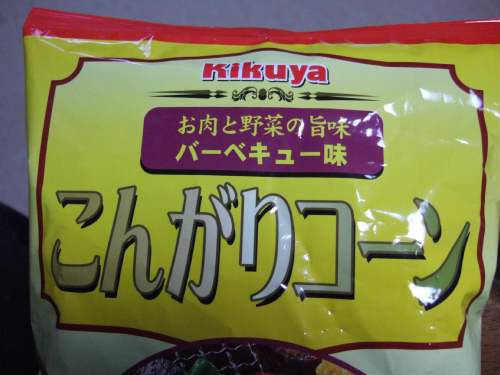 Kikuya
お肉と野菜の旨味
バーベキュー味
こんがりコーン